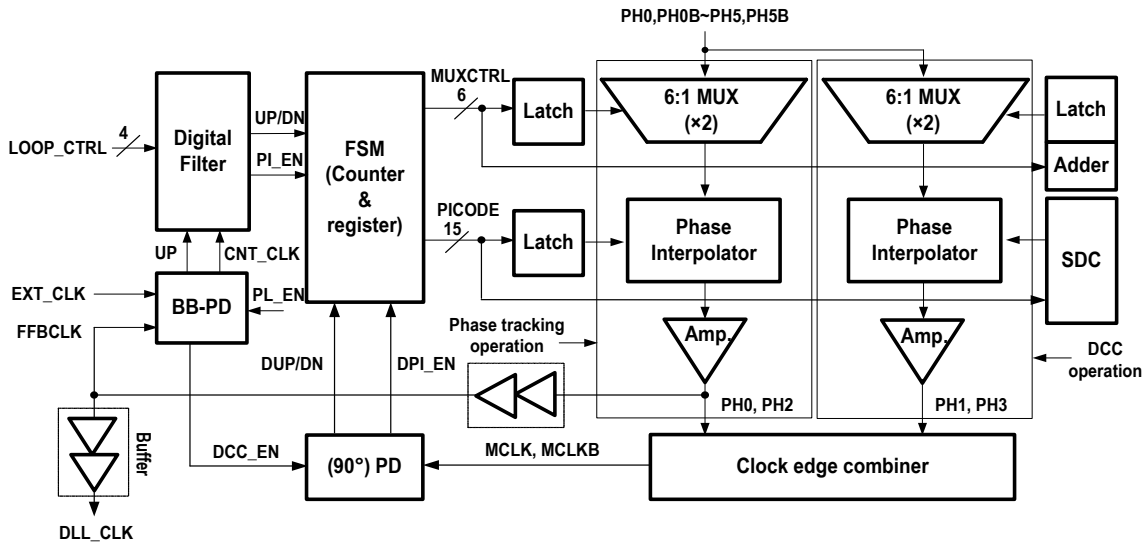 PH0,PH0B~PH5,PH5B
MUXCTRL
6
Latch
6:1 MUX
(×2)
6:1 MUX
(×2)
Latch
Adder
LOOP_CTRL
4
Digital
Filter
UP/DN
PI_EN
FSM
(Counter
&
register)
PICODE
15
Latch
Phase
Interpolator
Phase
Interpolator
SDC
UP
CNT_CLK
EXT_CLK
FFBCLK
BB-PD
PL_EN
Phase tracking
operation
Amp.
Amp.
DCC
operation
DUP/DN
DPI_EN
PH0, PH2
PH1, PH3
Buffer
DCC_EN
(90°) PD
MCLK, MCLKB
Clock edge combiner
DLL_CLK